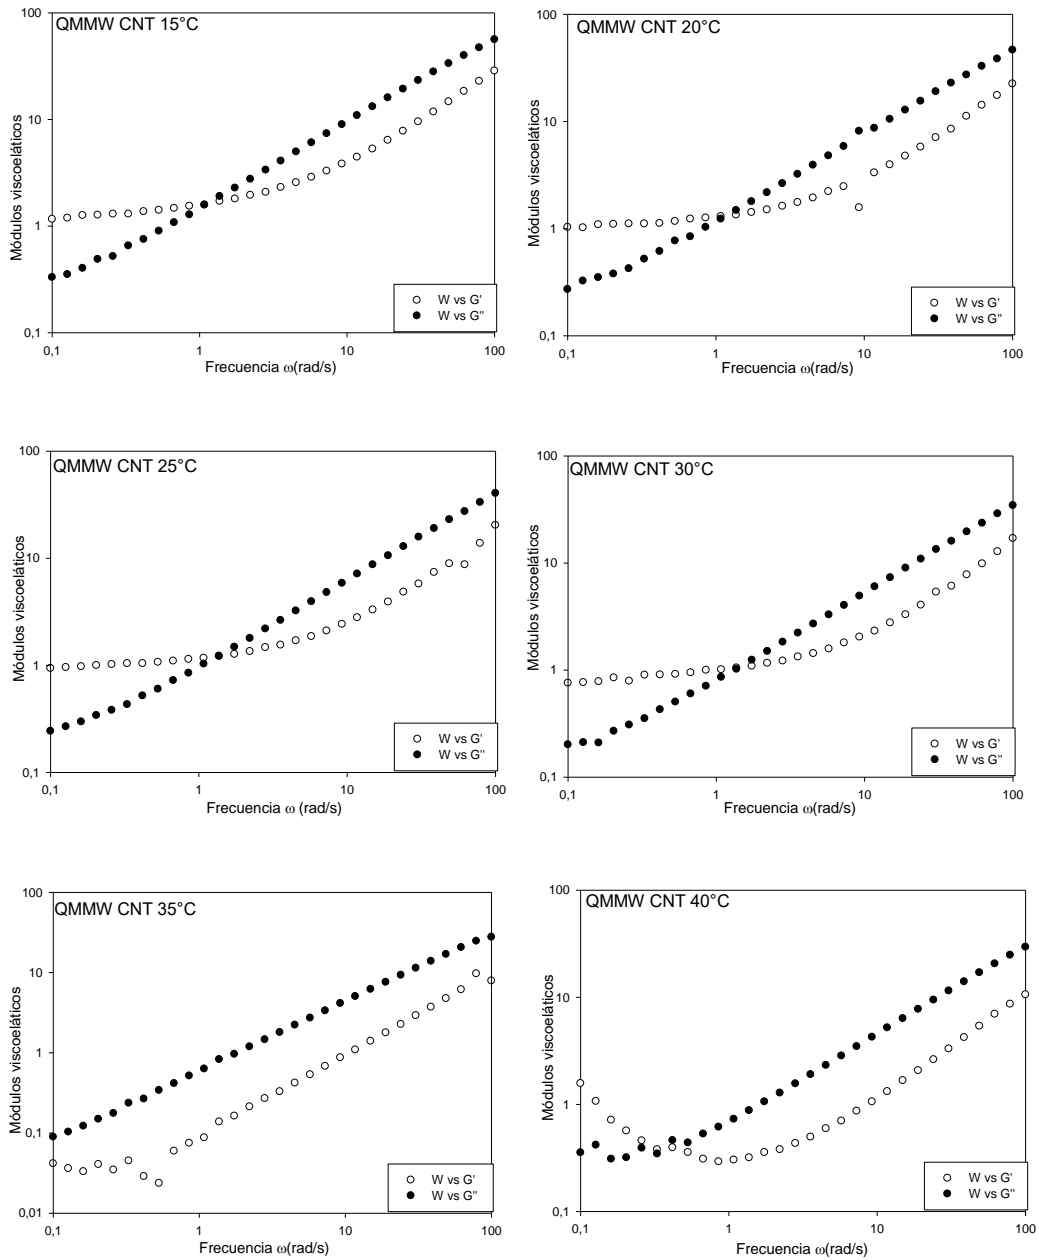 QMMW CNT 15°C
Módulos viscoeláticos
100
10
1
0,1
0,1 1 10 100
Frecuencia ω(rad/s)
W vs G'
W vs G"
QMMW CNT 20°C
Módulos viscoeláticos
100
10
1
0,1
0,1 1 10 100
Frecuencia ω(rad/s)
W vs G'
W vs G"
QMMW CNT 25°C
Módulos viscoeláticos
100
10
1
0,1
0,1 1 10 100
Frecuencia ω (rad/s)
W vs G'
W vs G"
QMMW CNT 30°C
Módulos viscoeláticos
100
10
1
0,1
0,1 1 10 100
Frecuencia ω(rad/s)
W vs G'
W vs G"
QMMW CNT 35°C
Módulos viscoeláticos
100
10
1
0,1
0,01
0,1 1 10 100
Frecuencia ω(rad/s)
W vs G'
W vs G"
QMMW CNT 40°C
Módulos viscoeláticos
100
10
1
0,1
0,1 1 10 100
Frecuencia ω(rad/s)
W vs G'
W vs G"